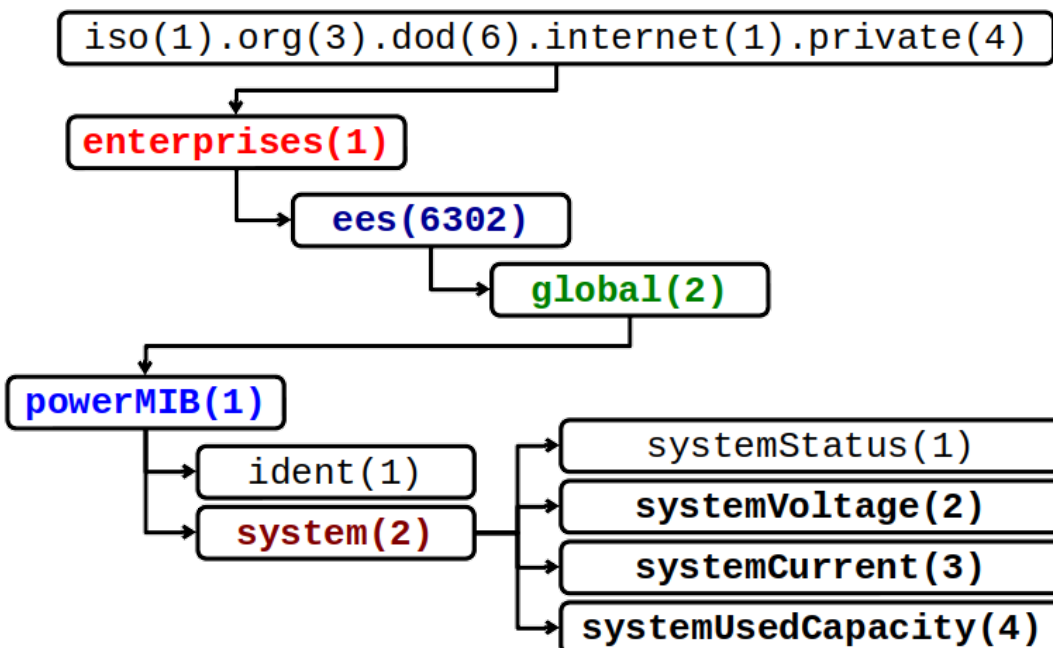 iso(1).org(3).dod(6).internet(1).private(4)
enterprises(1)
ees(6302)
global(2)
powerMIB(1)
ident(1)
system(2)
systemStatus(1)
systemVoltage(2)
systemCurrent(3)
systemUsedCapacity(4)